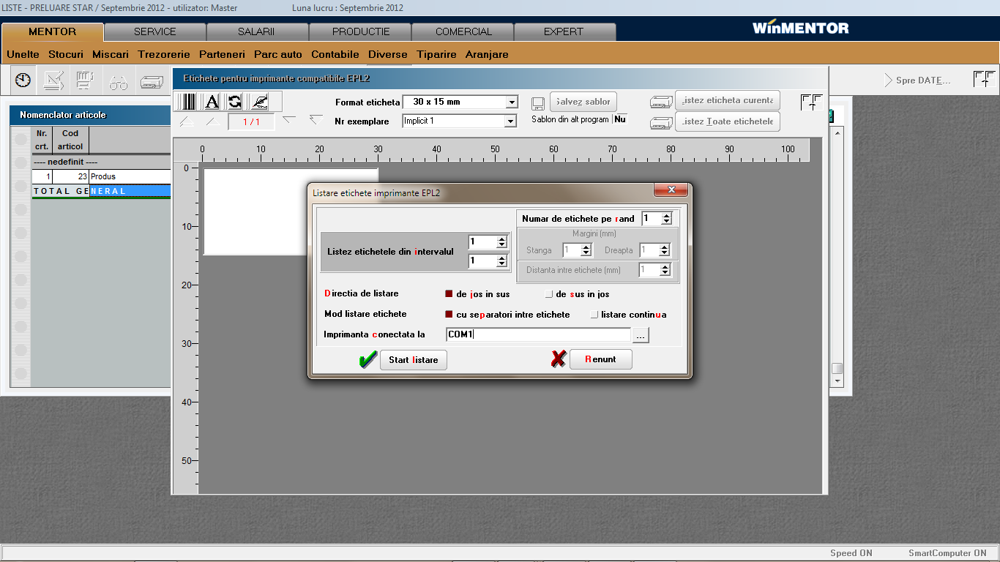 LISTE - PRELUARE STAR / Septembrie 2012 - utilizator: Master Luna lucru : Septembrie 2012
MENTOR SERVICE SALARII PRODUCTIE COMERCIAL EXPERT WinMENTOR
Unelte Stocuri Miscari Trezorerie Parteneri Parc auto Contabile Diverse Tiparire Aranjare
Spre DATE...
Nomenclator articole
Nr. crt. Cod articol
---- nedefinit ----
1 23 Produs
TOTAL GENERAL
Etichete pentru imprimante compatibile EPL2
Format eticheta 30 x 15 mm Salvez sablon Listez eticheta curenta
1 / 1 Nr exemplare Implicit 1 Sablon din alt program Nu Listez Toate etichetele
0 10 20 30 40 50 60 70 80 90 100
0
10
20
30
40
50
Listare etichete imprimante EPL2
Numar de etichete pe rand 1
Margini (mm)
Stanga 1 Dreapta 1
Distanta intre etichete (mm) 1
Listez etichetele din intervalul 1
1
Directia de listare de jos in sus de sus in jos
Mod listare etichete cu separatori intre etichete listare continua
Imprimanta conectata la COM1 ...
Start listare Renunt
Speed ON SmartComputer ON